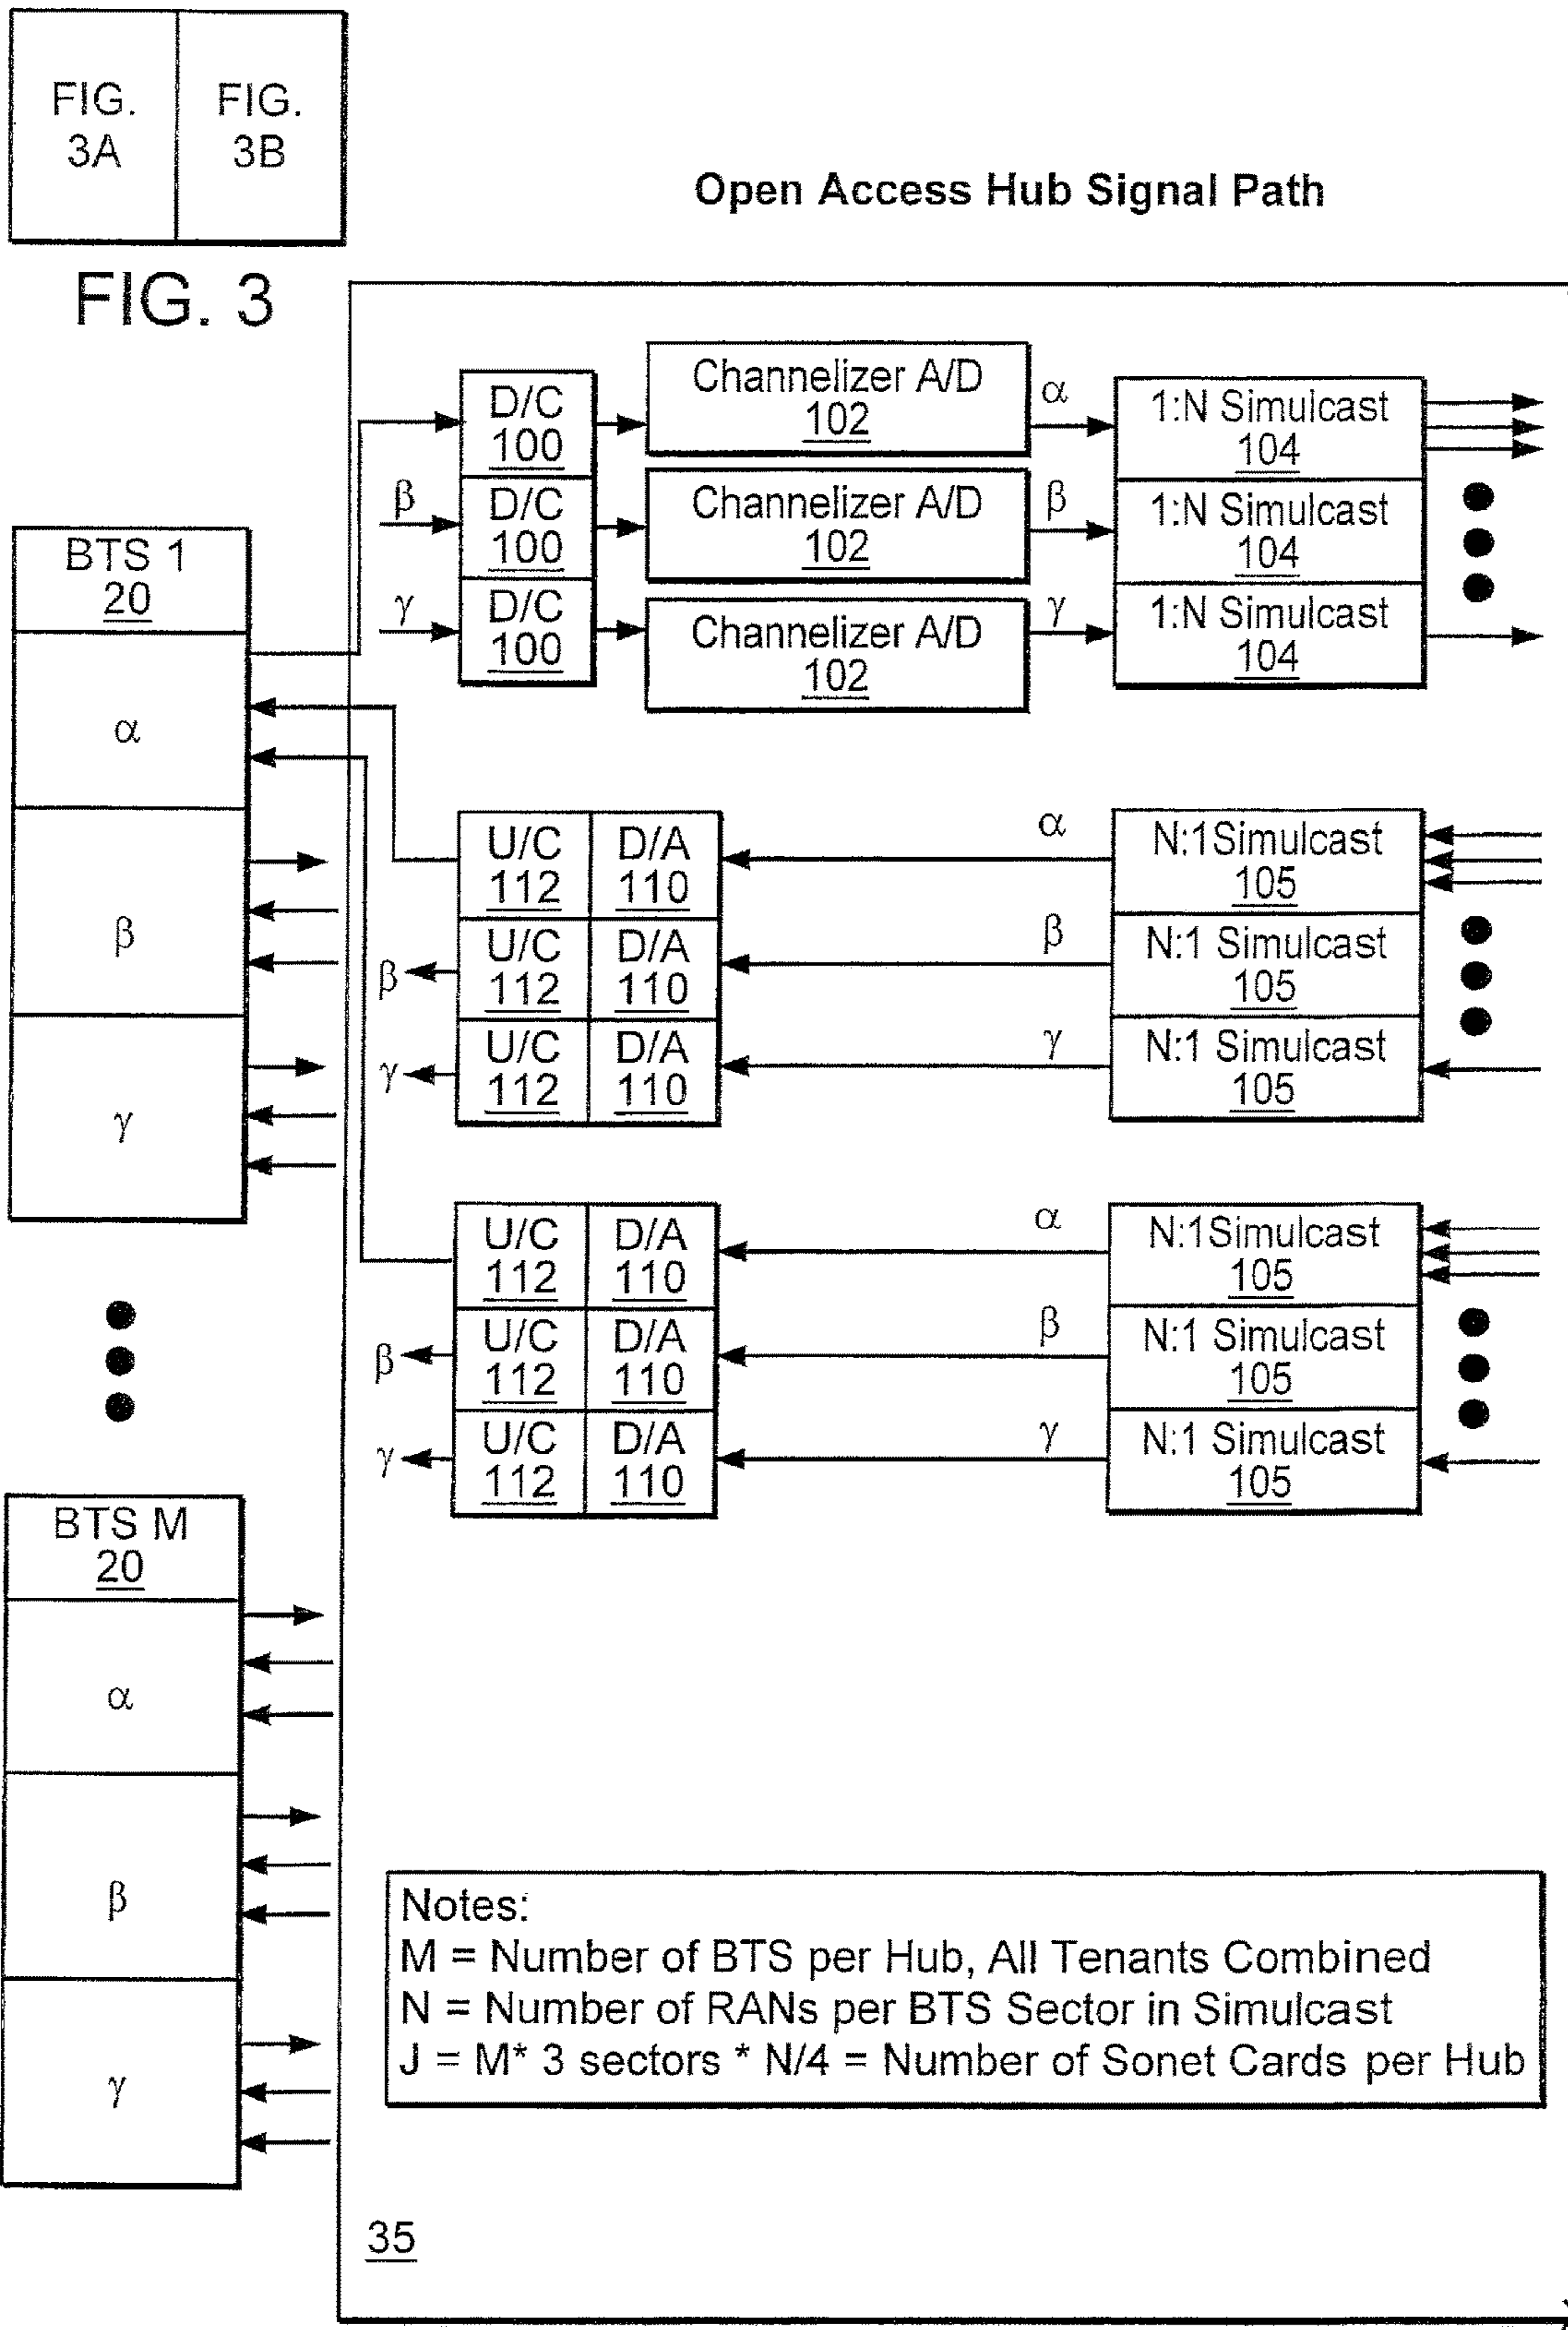 FIG. 3A
FIG. 3B
FIG. 3
Open Access Hub Signal Path
BTS 1
20
α
β
γ
BTS M
20
α
β
γ
β
γ
D/C
100
D/C
100
D/C
100
Channelizer A/D
102
Channelizer A/D
102
Channelizer A/D
102
α
β
γ
1:N Simulcast
104
1:N Simulcast
104
1:N Simulcast
104
β
γ
U/C
112
D/A
110
U/C
112
D/A
110
U/C
112
D/A
110
α
β
γ
N:1Simulcast
105
N:1 Simulcast
105
N:1 Simulcast
105
β
γ
U/C
112
D/A
110
U/C
112
D/A
110
U/C
112
D/A
110
α
β
γ
N:1Simulcast
105
N:1 Simulcast
105
N:1 Simulcast
105
Notes:
M = Number of BTS per Hub, All Tenants Combined
N = Number of RANs per BTS Sector in Simulcast
J = M* 3 sectors * N/4 = Number of Sonet Cards per Hub
35